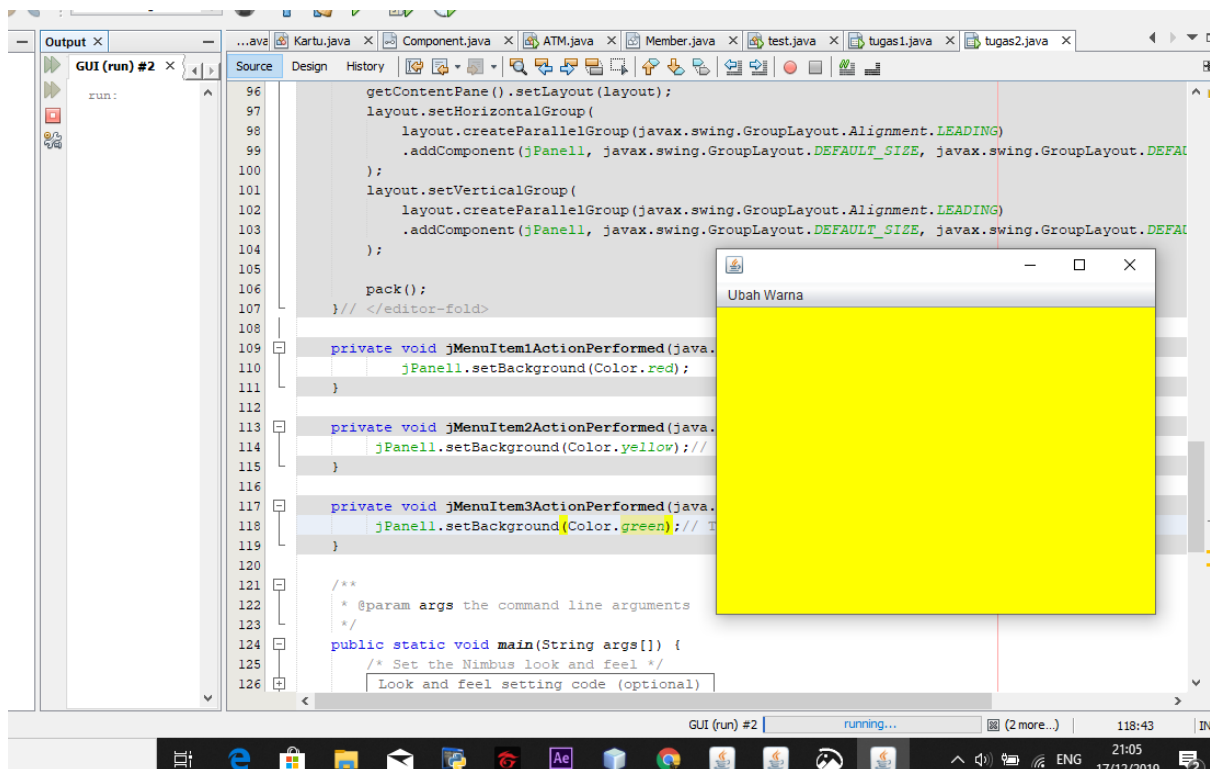 Output ×
GUI (run) #2 ×
run:
...ava Kartu.java × Component.java × ATM.java × Member.java × test.java × tugas1.java × tugas2.java ×
Source Design History
96 getContentPane().setLayout(layout);
97 layout.setHorizontalGroup(
98 layout.createParallelGroup(javax.swing.GroupLayout.Alignment.LEADING)
99 .addComponent(jPanel1, javax.swing.GroupLayout.DEFAULT_SIZE, javax.swing.GroupLayout.DEFAU
100 );
101 layout.setVerticalGroup(
102 layout.createParallelGroup(javax.swing.GroupLayout.Alignment.LEADING)
103 .addComponent(jPanel1, javax.swing.GroupLayout.DEFAULT_SIZE, javax.swing.GroupLayout.DEFAU
104 );
105
106 pack();
107 }// </editor-fold>
108
109 private void jMenuItem1ActionPerformed(java.
110 jPanel1.setBackground(Color.red);
111 }
112
113 private void jMenuItem2ActionPerformed(java.
114 jPanel1.setBackground(Color.yellow);//
115 }
116
117 private void jMenuItem3ActionPerformed(java.
118 jPanel1.setBackground(Color.green);// T
119 }
120
121 /**
122 * @param args the command line arguments
123 */
124 public static void main(String args[]) {
125 /* Set the Nimbus look and feel */
126 Look and feel setting code (optional)
Ubah Warna
GUI (run) #2 running... (2 more...) 118:43 IN
Ae ENG 21:05
17/12/2019